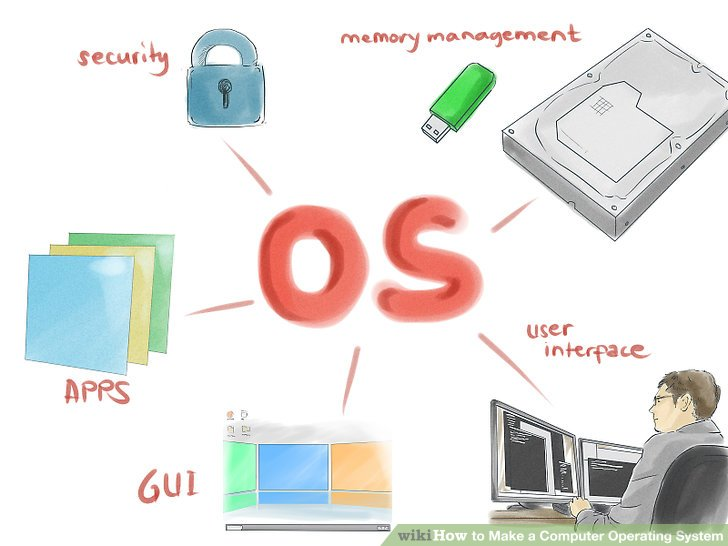 security
memory management
OS
APPS
user
interface
GUI
wikiHow to Make a Computer Operating System